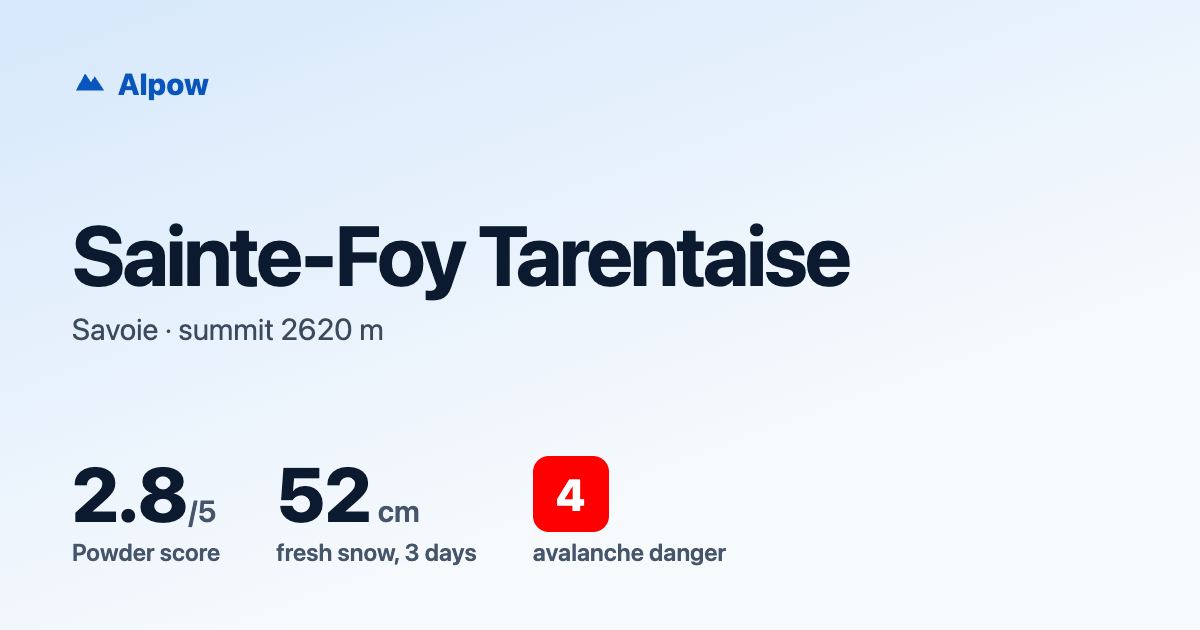 Alpow
Sainte-Foy Tarentaise
Savoie · summit 2620 m
2.8/5
Powder score
52 cm
fresh snow, 3 days
4
avalanche danger